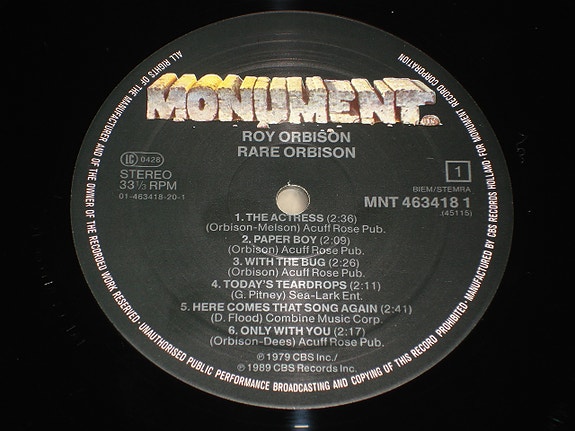 MONUMENT
ROY ORBISON
RARE ORBISON
LC 0428
STEREO
33⅓ RPM
01-463418-20-1
1
BIEM/STEMRA
MNT 463418 1
(45115)
1. THE ACTRESS (2:36)
(Orbison-Melson) Acuff Rose Pub.
2. PAPER BOY (2:09)
(Orbison) Acuff Rose Pub.
3. WITH THE BUG (2:26)
(Orbison) Acuff Rose Pub.
4. TODAY'S TEARDROPS (2:11)
(G. Pitney) Sea-Lark Ent.
5. HERE COMES THAT SONG AGAIN (2:41)
(D. Flood) Combine Music Corp.
6. ONLY WITH YOU (2:17)
(Orbison-Dees) Acuff Rose Pub.
℗ 1979 CBS Inc./
℗ 1989 CBS Records Inc.
ALL RIGHTS OF THE MANUFACTURER AND OF THE OWNER OF THE RECORDED WORK RESERVED · UNAUTHORISED PUBLIC PERFORMANCE BROADCASTING AND COPYING OF THIS RECORD PROHIBITED · MANUFACTURED BY CBS RECORDS HOLLAND · FOR MONUMENT RECORD CORPORATION